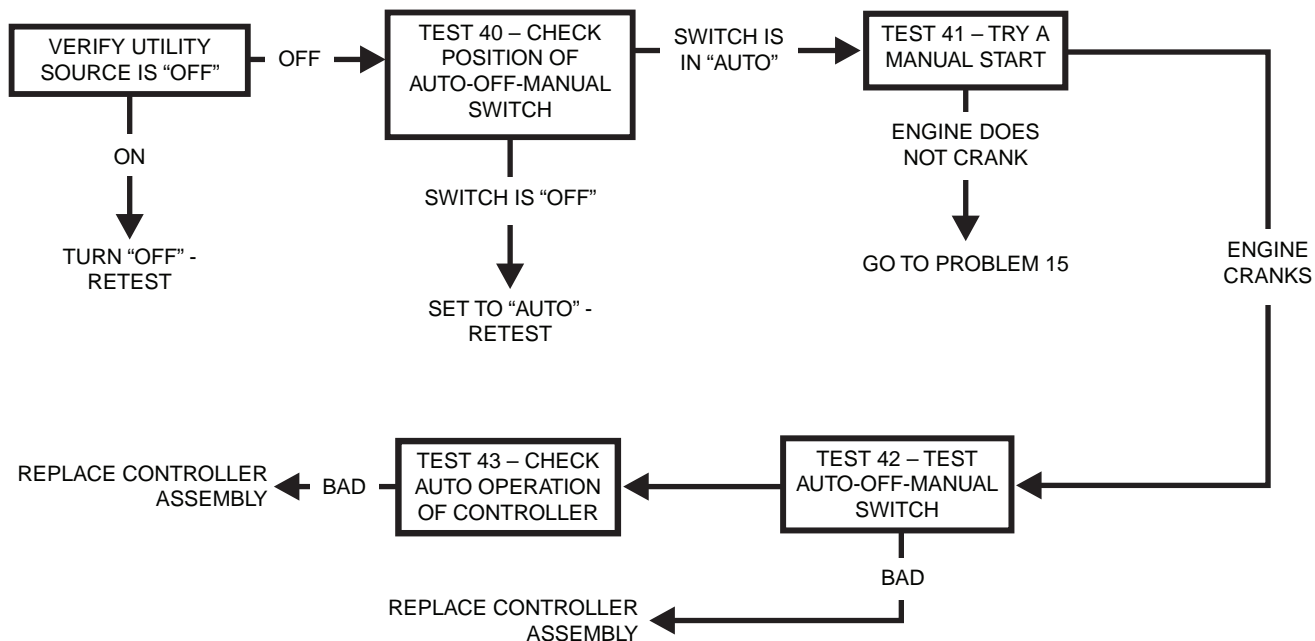 VERIFY UTILITY
SOURCE IS “OFF”
OFF
TEST 40 – CHECK
POSITION OF
AUTO-OFF-MANUAL
SWITCH
SWITCH IS
IN “AUTO”
TEST 41 – TRY A
MANUAL START
ON
TURN “OFF” -
RETEST
SWITCH IS “OFF”
SET TO “AUTO” -
RETEST
ENGINE DOES
NOT CRANK
GO TO PROBLEM 15
ENGINE
CRANKS
TEST 42 – TEST
AUTO-OFF-MANUAL
SWITCH
TEST 43 – CHECK
AUTO OPERATION
OF CONTROLLER
BAD
REPLACE CONTROLLER
ASSEMBLY
BAD
REPLACE CONTROLLER
ASSEMBLY